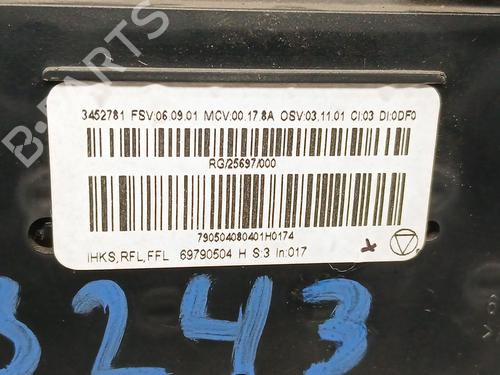 B-PARTS
3452781 FSV:06.09.01 MCV:00.17.8A OSV:03.11.01 CI:03 DI:0DF0
RG/25697/000
790504080401H0174
IHKS,RFL,FFL 69790504 H S:3 In:017
3243